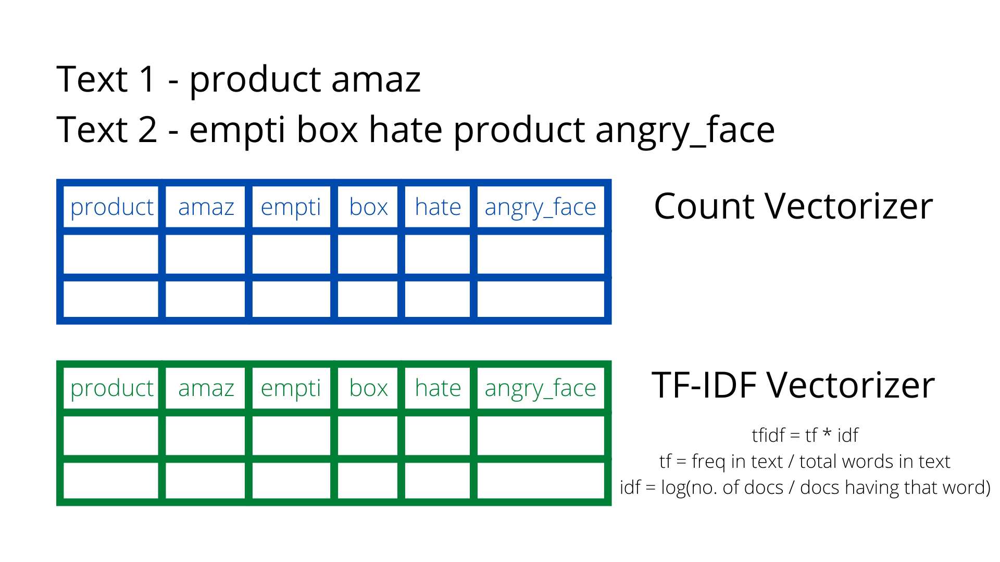 Text 1 - product amaz
Text 2 - empti box hate product angry_face
product amaz empti box hate angry_face
Count Vectorizer
product amaz empti box hate angry_face
TF-IDF Vectorizer
tfidf = tf * idf
tf = freq in text / total words in text
idf = log(no. of docs / docs having that word)